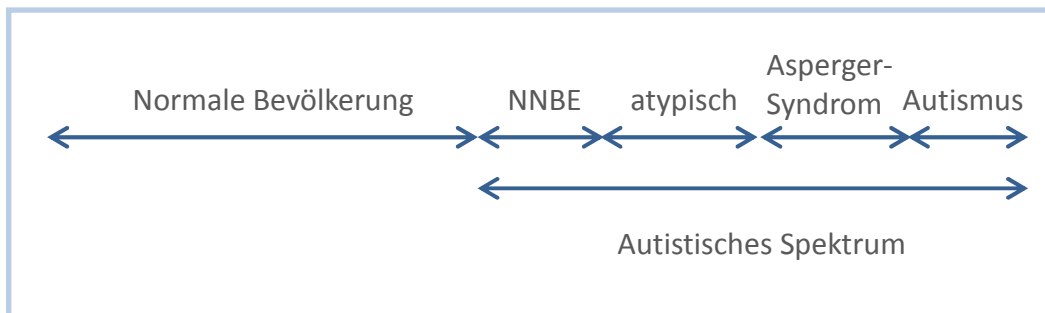 Normale Bevölkerung
NNBE
atypisch
Asperger-
Syndrom
Autismus
Autistisches Spektrum